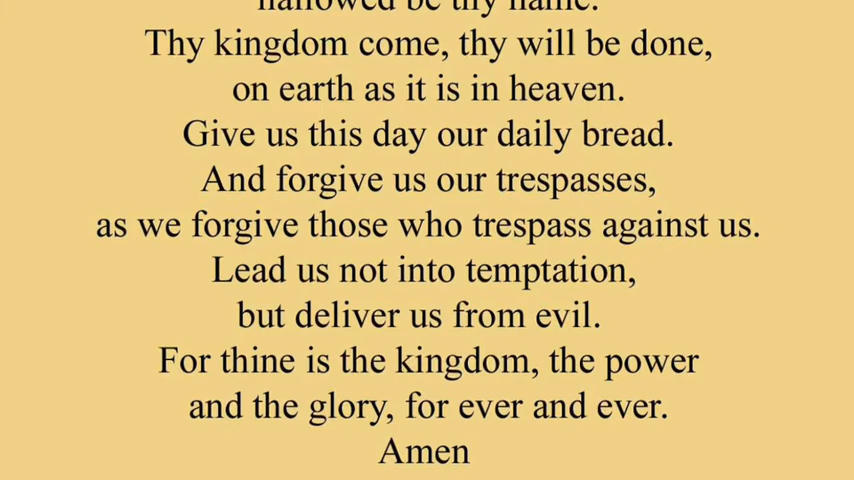 hallowed be thy name.
Thy kingdom come, thy will be done,
on earth as it is in heaven.
Give us this day our daily bread.
And forgive us our trespasses,
as we forgive those who trespass against us.
Lead us not into temptation,
but deliver us from evil.
For thine is the kingdom, the power
and the glory, for ever and ever.
Amen